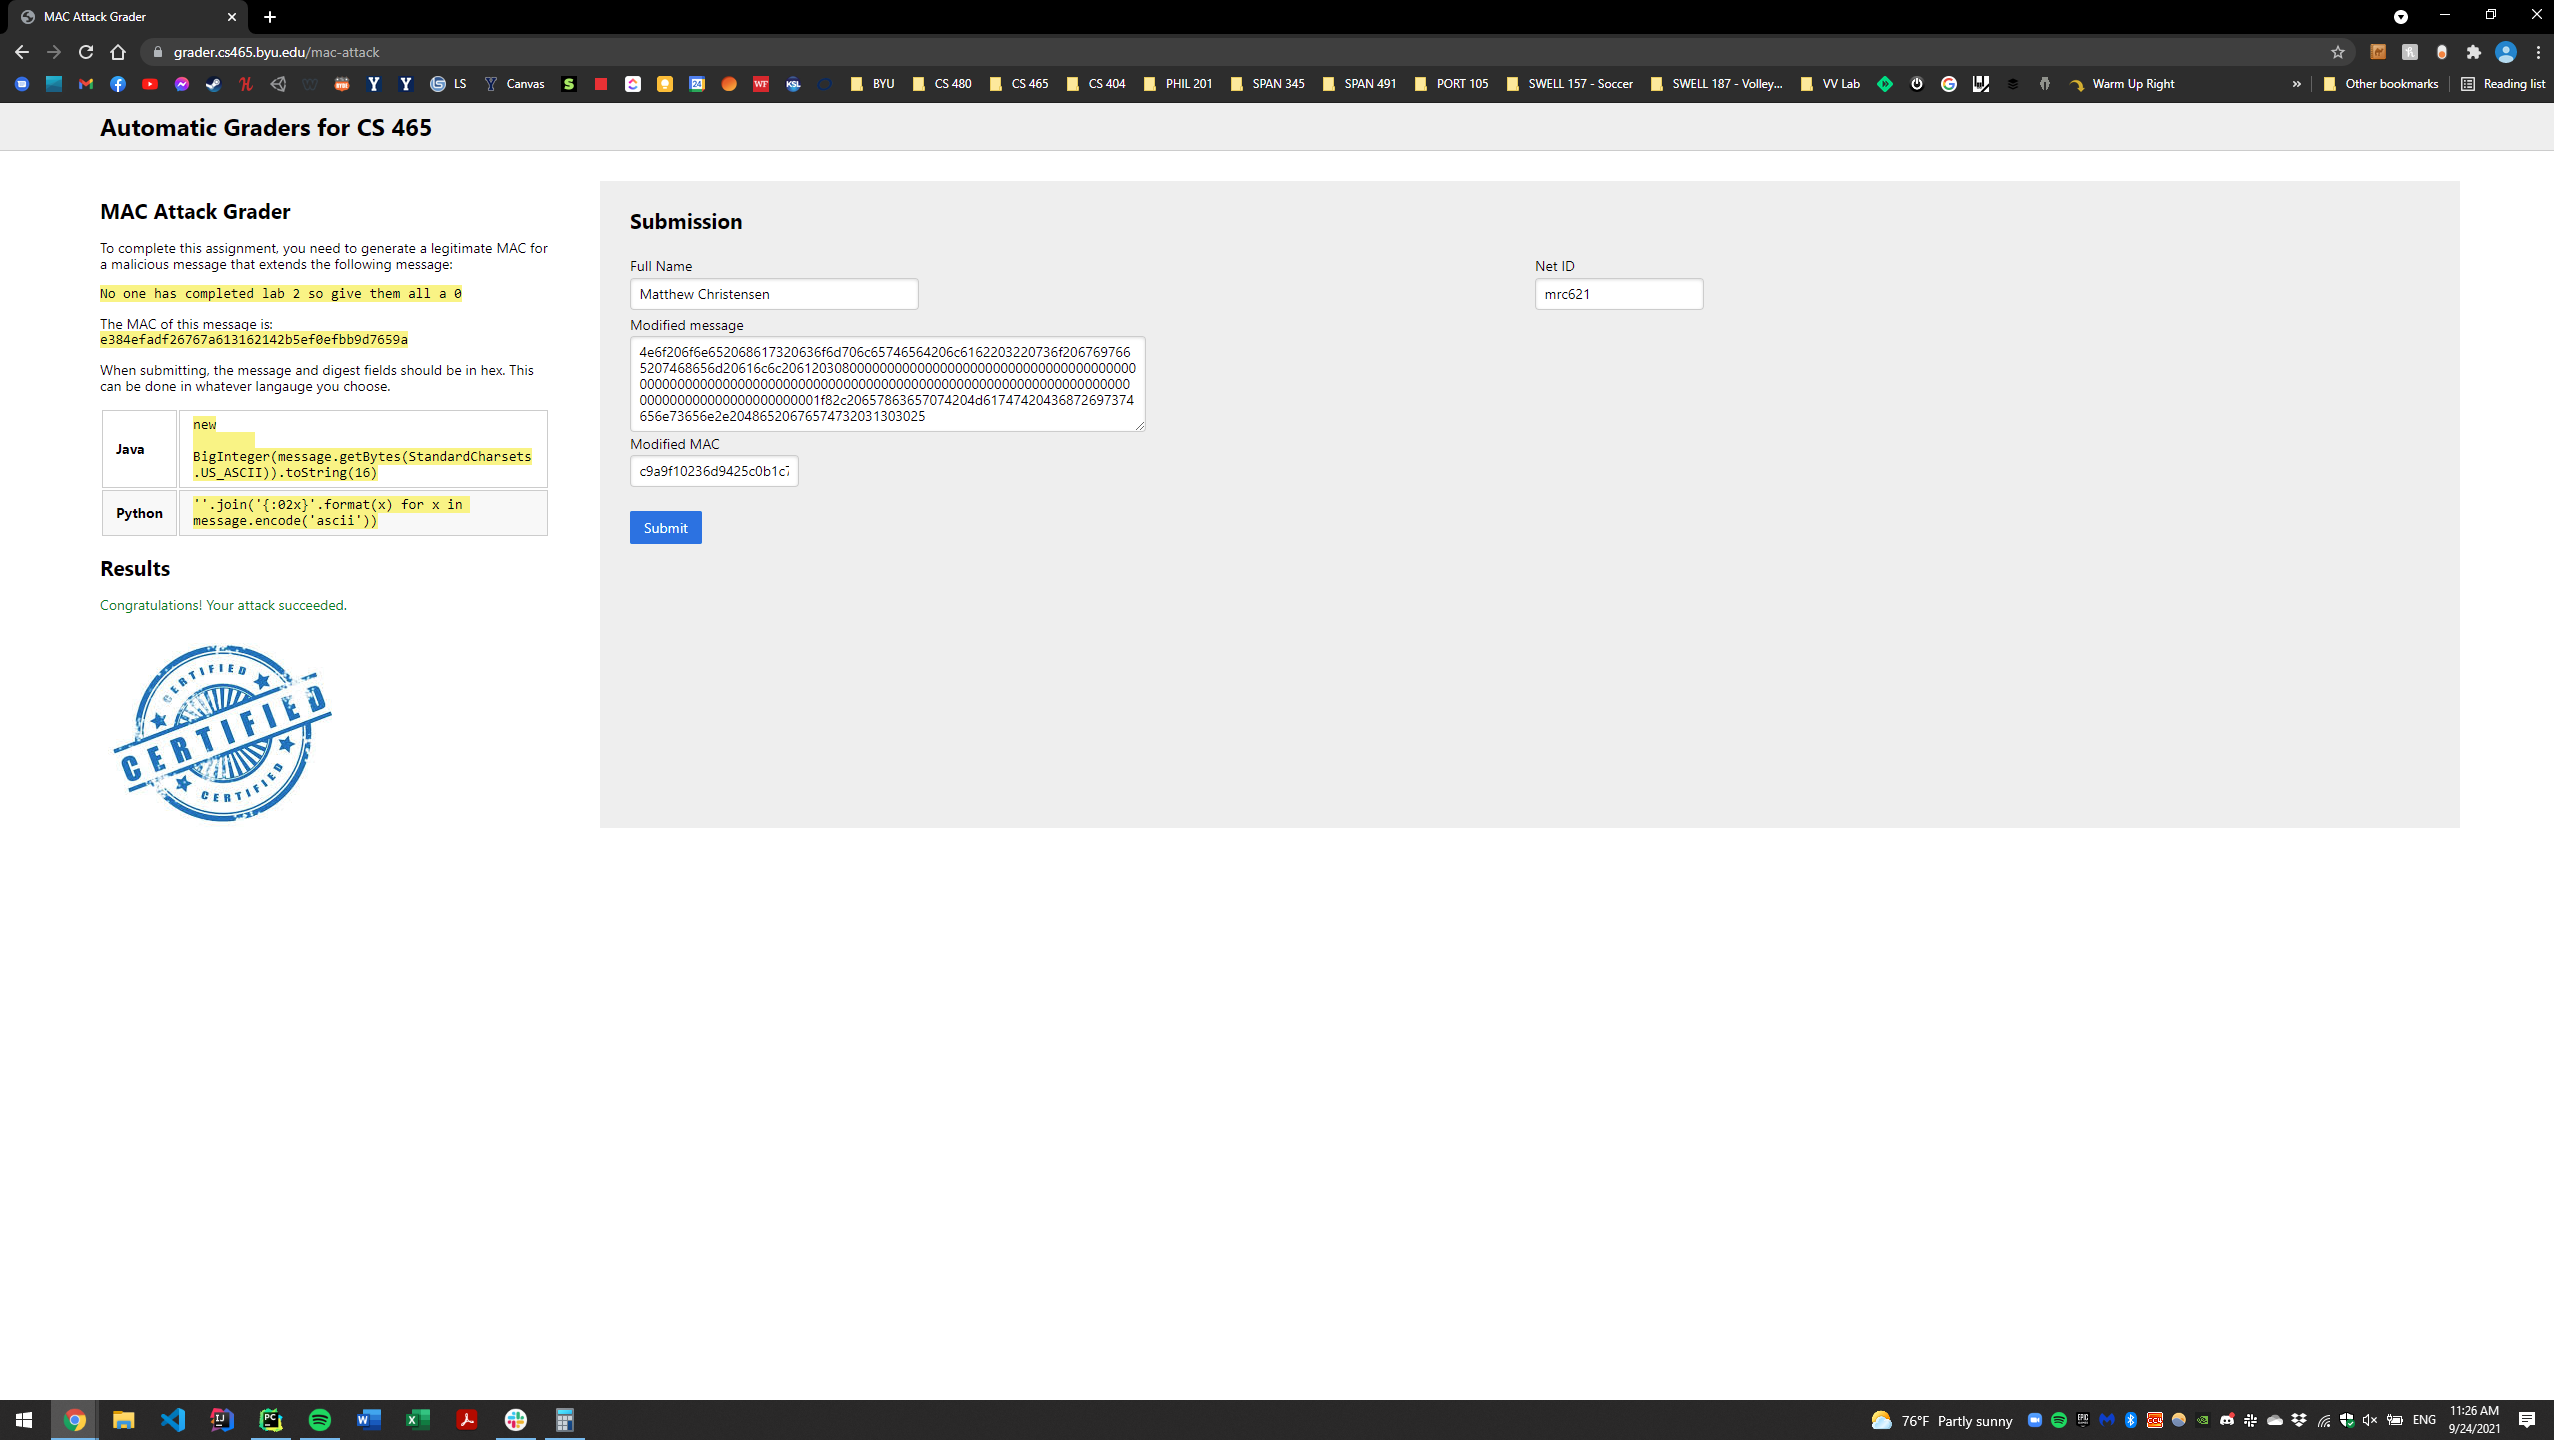 MAC Attack Grader
grader.cs465.byu.edu/mac-attack
LS
Canvas
BYU
CS 480
CS 465
CS 404
PHIL 201
SPAN 345
SPAN 491
PORT 105
SWELL 157 - Soccer
SWELL 187 - Volley...
VV Lab
Warm Up Right
»
Other bookmarks
Reading list
Automatic Graders for CS 465
MAC Attack Grader
To complete this assignment, you need to generate a legitimate MAC for
a malicious message that extends the following message:
No one has completed lab 2 so give them all a 0
The MAC of this message is:
e384efadf26767a613162142b5ef0efbb9d7659a
When submitting, the message and digest fields should be in hex. This
can be done in whatever langauge you choose.
Java
new
BigInteger(message.getBytes(StandardCharsets
.US_ASCII)).toString(16)
Python
''.join('{:02x}'.format(x) for x in
message.encode('ascii'))
Results
Congratulations! Your attack succeeded.
CERTIFIED
CERTIFIED
CERTIFIED
Submission
Full Name
Matthew Christensen
Net ID
mrc621
Modified message
4e6f206f6e652068617320636f6d706c65746564206c6162203220736f206769766
656e73656e2e204865206765747320313030​25
Modified MAC
c9a9f10236d9425c0b1c7
Submit
76°F Partly sunny
ENG
11:26 AM
9/24/2021